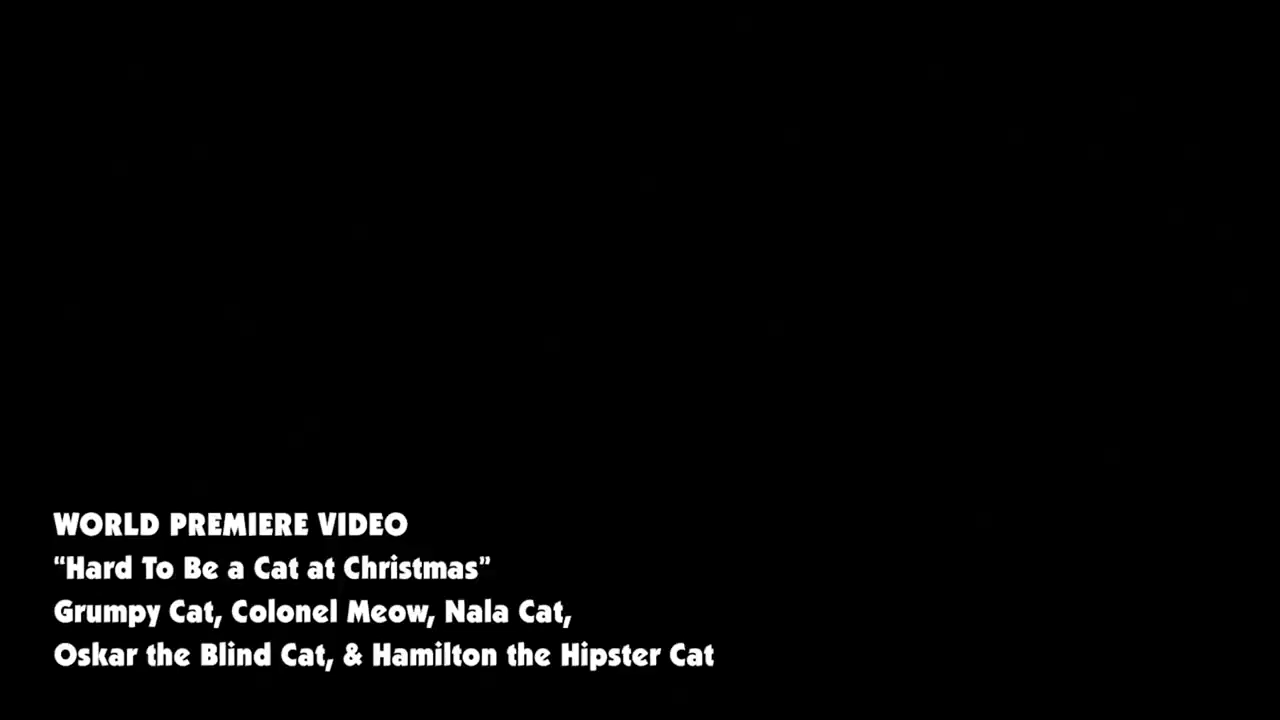 WORLD PREMIERE VIDEO
“Hard To Be a Cat at Christmas”
Grumpy Cat, Colonel Meow, Nala Cat,
Oskar the Blind Cat, & Hamilton the Hipster Cat